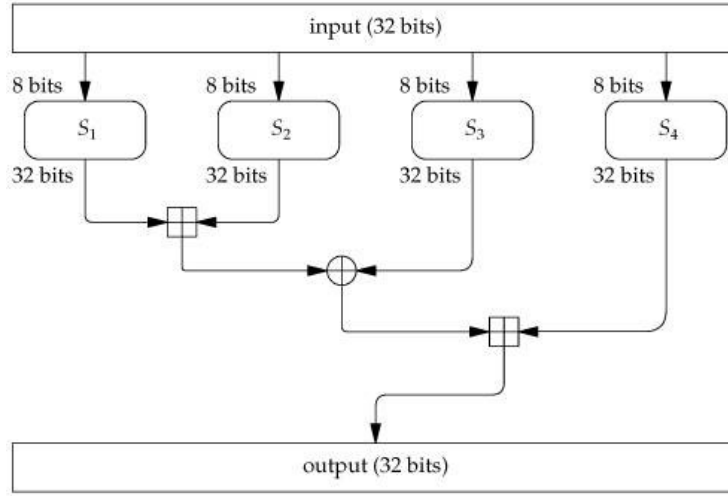 input (32 bits)
8 bits 8 bits 8 bits 8 bits
S₁ S₂ S₃ S₄
32 bits 32 bits 32 bits 32 bits
output (32 bits)